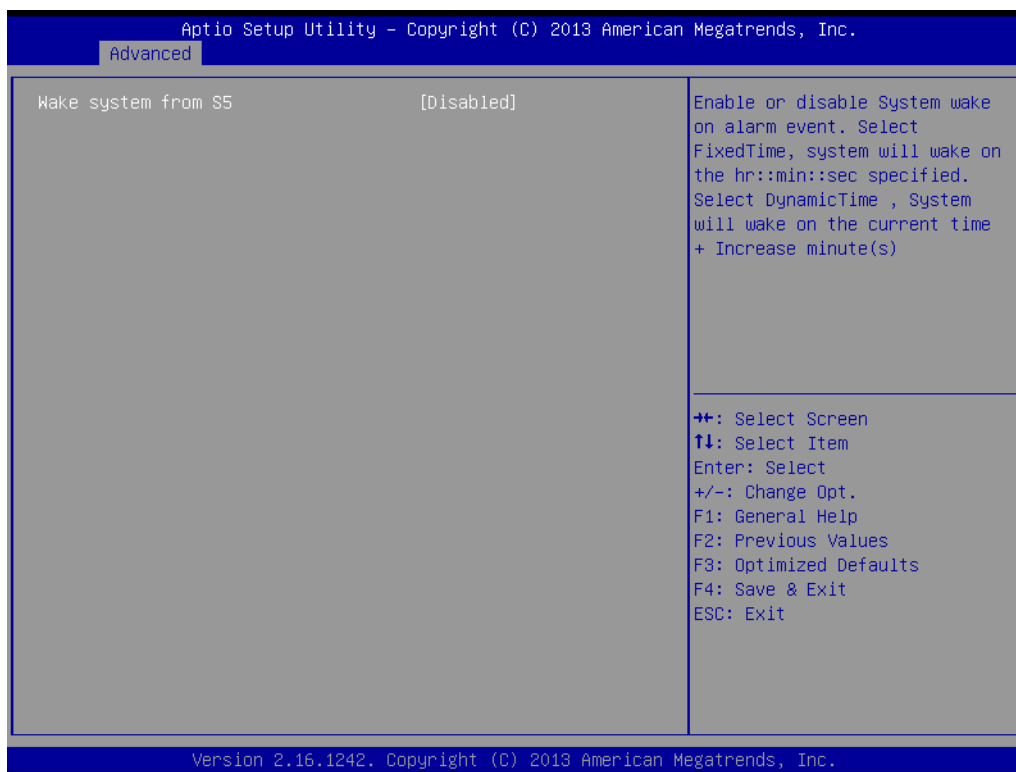 Aptio Setup Utility – Copyright (C) 2013 American Megatrends, Inc.
Advanced
Wake system from S5 [Disabled]
Enable or disable System wake
on alarm event. Select
FixedTime, system will wake on
the hr::min::sec specified.
Select DynamicTime , System
will wake on the current time
+ Increase minute(s)
→←: Select Screen
↑↓: Select Item
Enter: Select
+/-: Change Opt.
F1: General Help
F2: Previous Values
F3: Optimized Defaults
F4: Save & Exit
ESC: Exit
Version 2.16.1242. Copyright (C) 2013 American Megatrends, Inc.